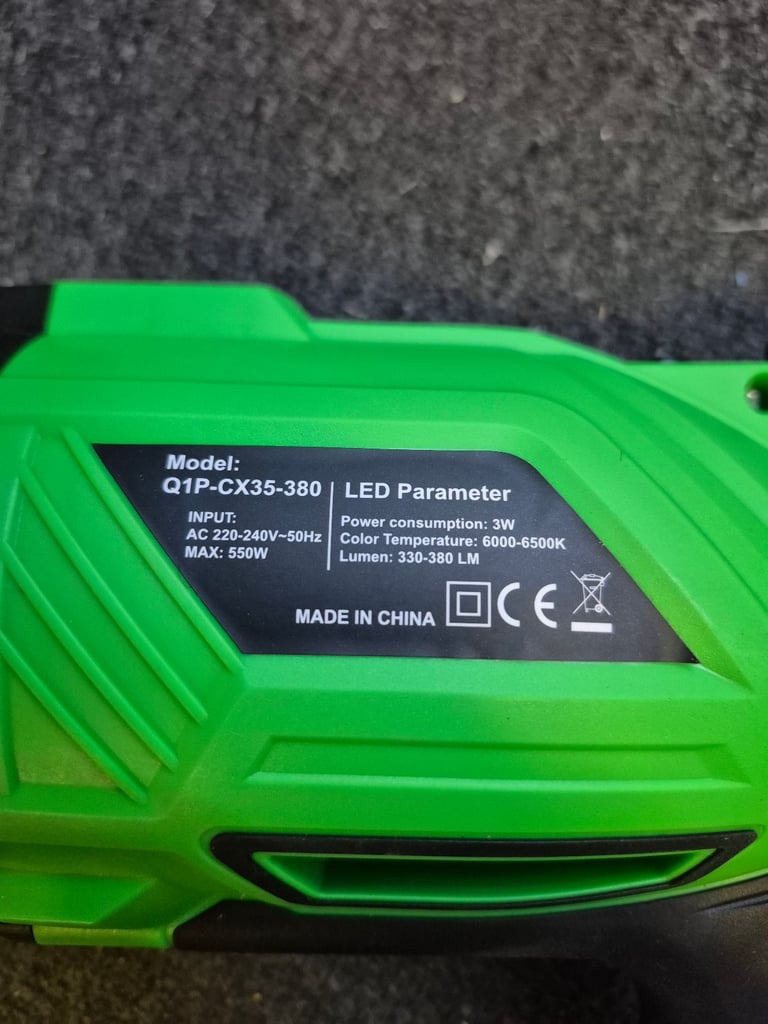 Model:
Q1P-CX35-380
INPUT:
AC 220-240V~50Hz
MAX: 550W
LED Parameter
Power consumption: 3W
Color Temperature: 6000-6500K
Lumen: 330-380 LM
MADE IN CHINA
CE